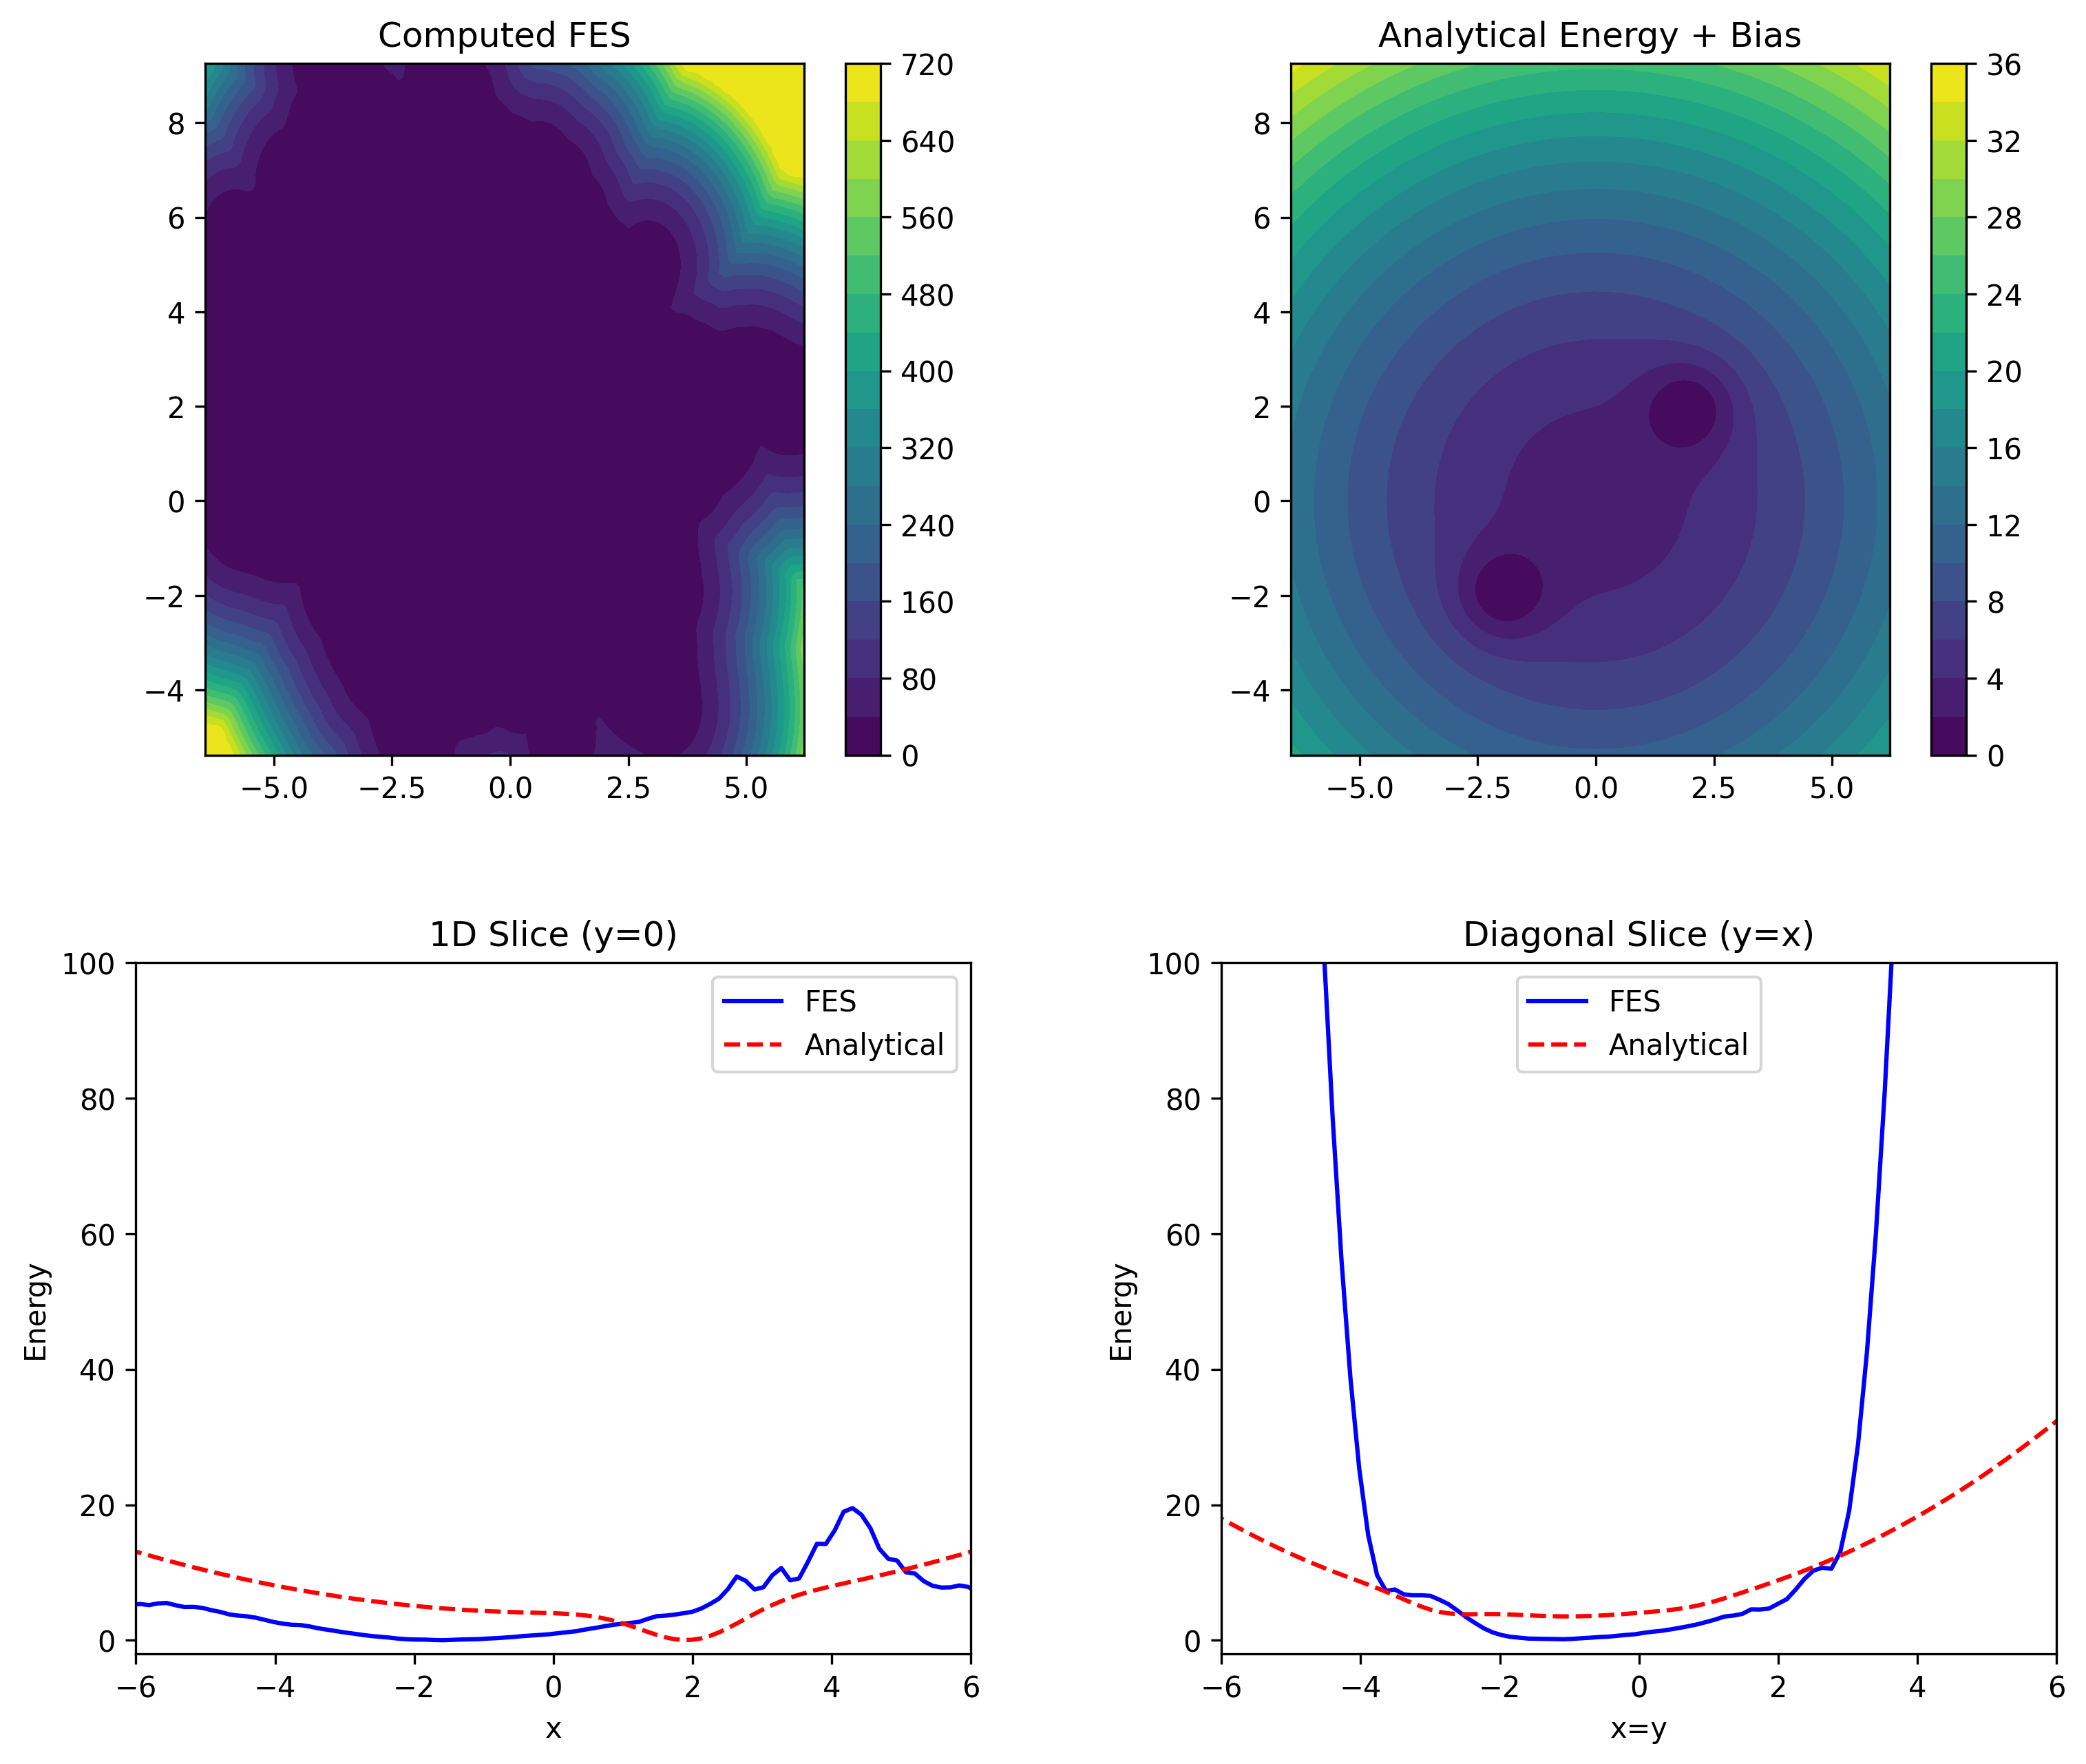 Computed FES
8
6
4
2
0
−2
−4
−5.0 −2.5 0.0 2.5 5.0
720
640
560
480
400
320
240
160
80
0
Analytical Energy + Bias
8
6
4
2
0
−2
−4
−5.0 −2.5 0.0 2.5 5.0
36
32
28
24
20
16
12
8
4
0
1D Slice (y=0)
Energy
100
80
60
40
20
0
FES
Analytical
−6 −4 −2 0 2 4 6
x
Diagonal Slice (y=x)
Energy
100
80
60
40
20
0
FES
Analytical
−6 −4 −2 0 2 4 6
x=y